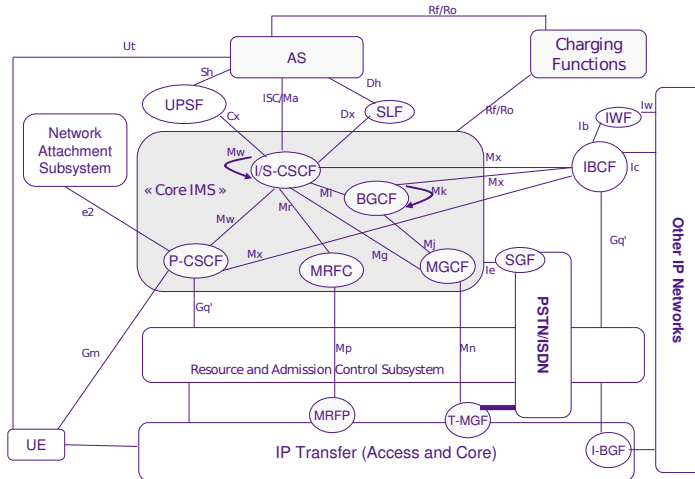 Rf/Ro
Ut
AS
Charging
Functions
Sh
Dh
ISC/Ma
UPSF
SLF
Cx
Dx
Rf/Ro
Iw
IWF
Ib
Network
Attachment
Subsystem
Mw
I/S-CSCF
Mx
IBCF
Ic
« Core IMS »
Mi
BGCF
Mk
Mx
e2
Mw
Mr
Other IP Networks
Gq'
P-CSCF
Mx
MRFC
Mg
Mj
MGCF
Ie
SGF
PSTN/ISDN
Gq'
Gm
Mp
Mn
Resource and Admission Control Subsystem
MRFP
T-MGF
UE
IP Transfer (Access and Core)
I-BGF